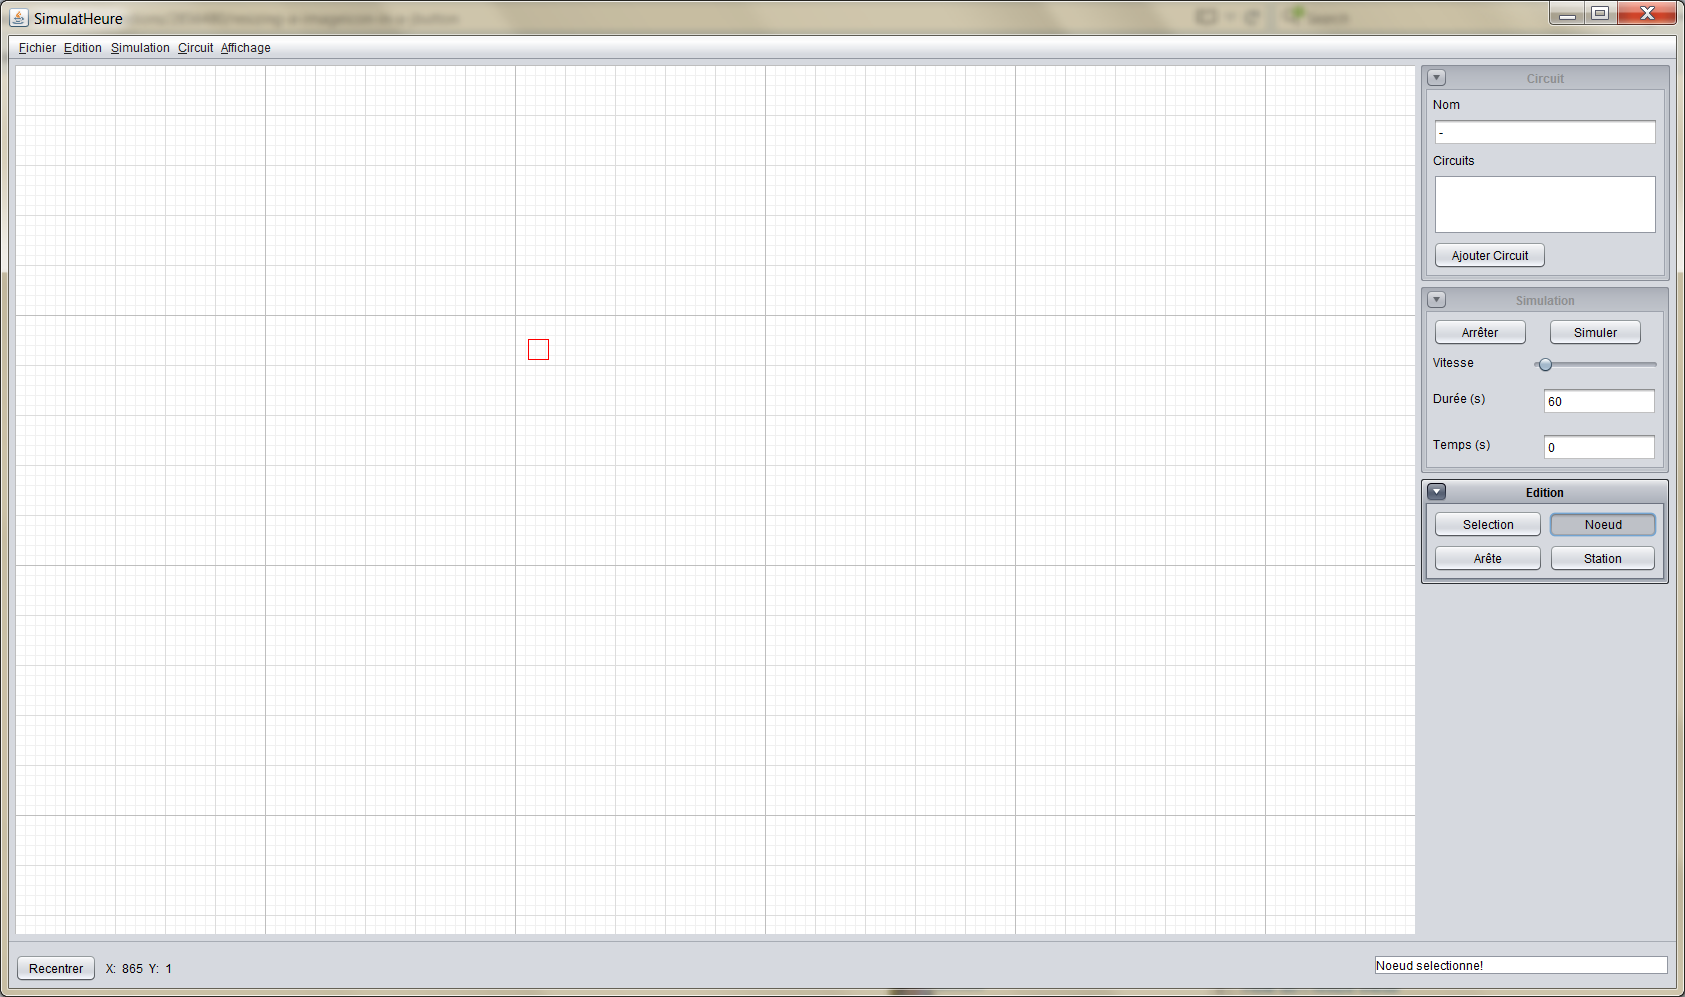 SimulatHeure
Search
Fichier Edition Simulation Circuit Affichage
Circuit
Nom
-
Circuits
Ajouter Circuit
Simulation
Arrêter Simuler
Vitesse
Durée (s) 60
Temps (s) 0
Edition
Selection Noeud
Arête Station
Recentrer X: 865 Y: 1
Noeud selectionne!